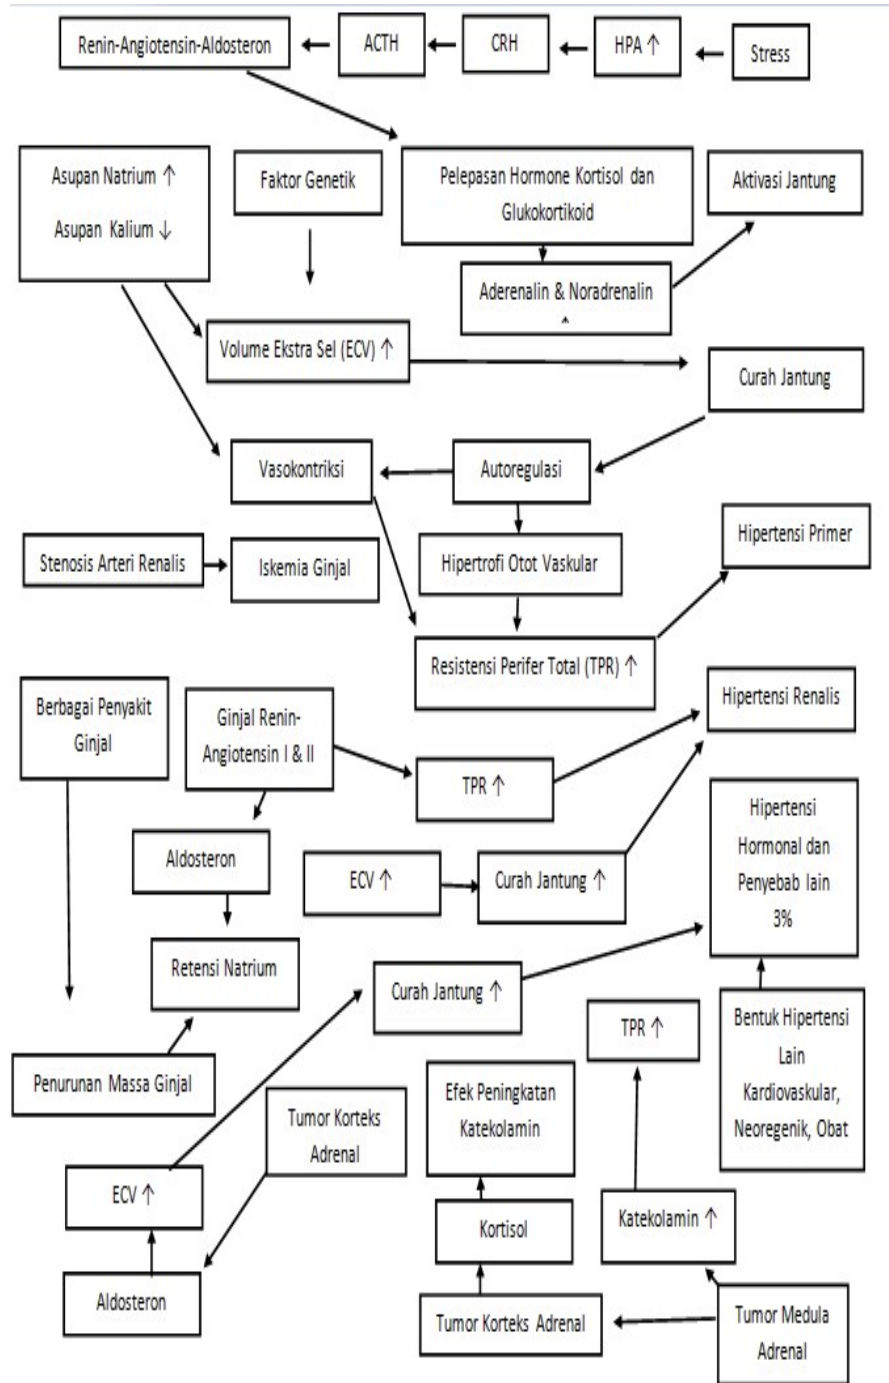 Renin-Angiotensin-Aldosteron
ACTH
CRH
HPA ↑
Stress
Asupan Natrium ↑
Asupan Kalium ↓
Faktor Genetik
Pelepasan Hormone Kortisol dan
Glukokortikoid
Aktivasi Jantung
Aderenalin & Noradrenalin
Volume Ekstra Sel (ECV) ↑
Curah Jantung
Vasokontriksi
Autoregulasi
Hipertensi Primer
Stenosis Arteri Renalis
Iskemia Ginjal
Hipertrofi Otot Vaskular
Resistensi Perifer Total (TPR) ↑
Berbagai Penyakit
Ginjal
Ginjal Renin-
Angiotensin I & II
Hipertensi Renalis
TPR ↑
Hipertensi
Hormonal dan
Penyebab lain
3%
Aldosteron
ECV ↑
Curah Jantung ↑
Retensi Natrium
Curah Jantung ↑
TPR ↑
Bentuk Hipertensi
Lain
Kardiovaskular,
Neoregenik, Obat
Penurunan Massa Ginjal
Tumor Korteks
Adrenal
Efek Peningkatan
Katekolamin
ECV ↑
Kortisol
Katekolamin ↑
Aldosteron
Tumor Korteks Adrenal
Tumor Medula
Adrenal